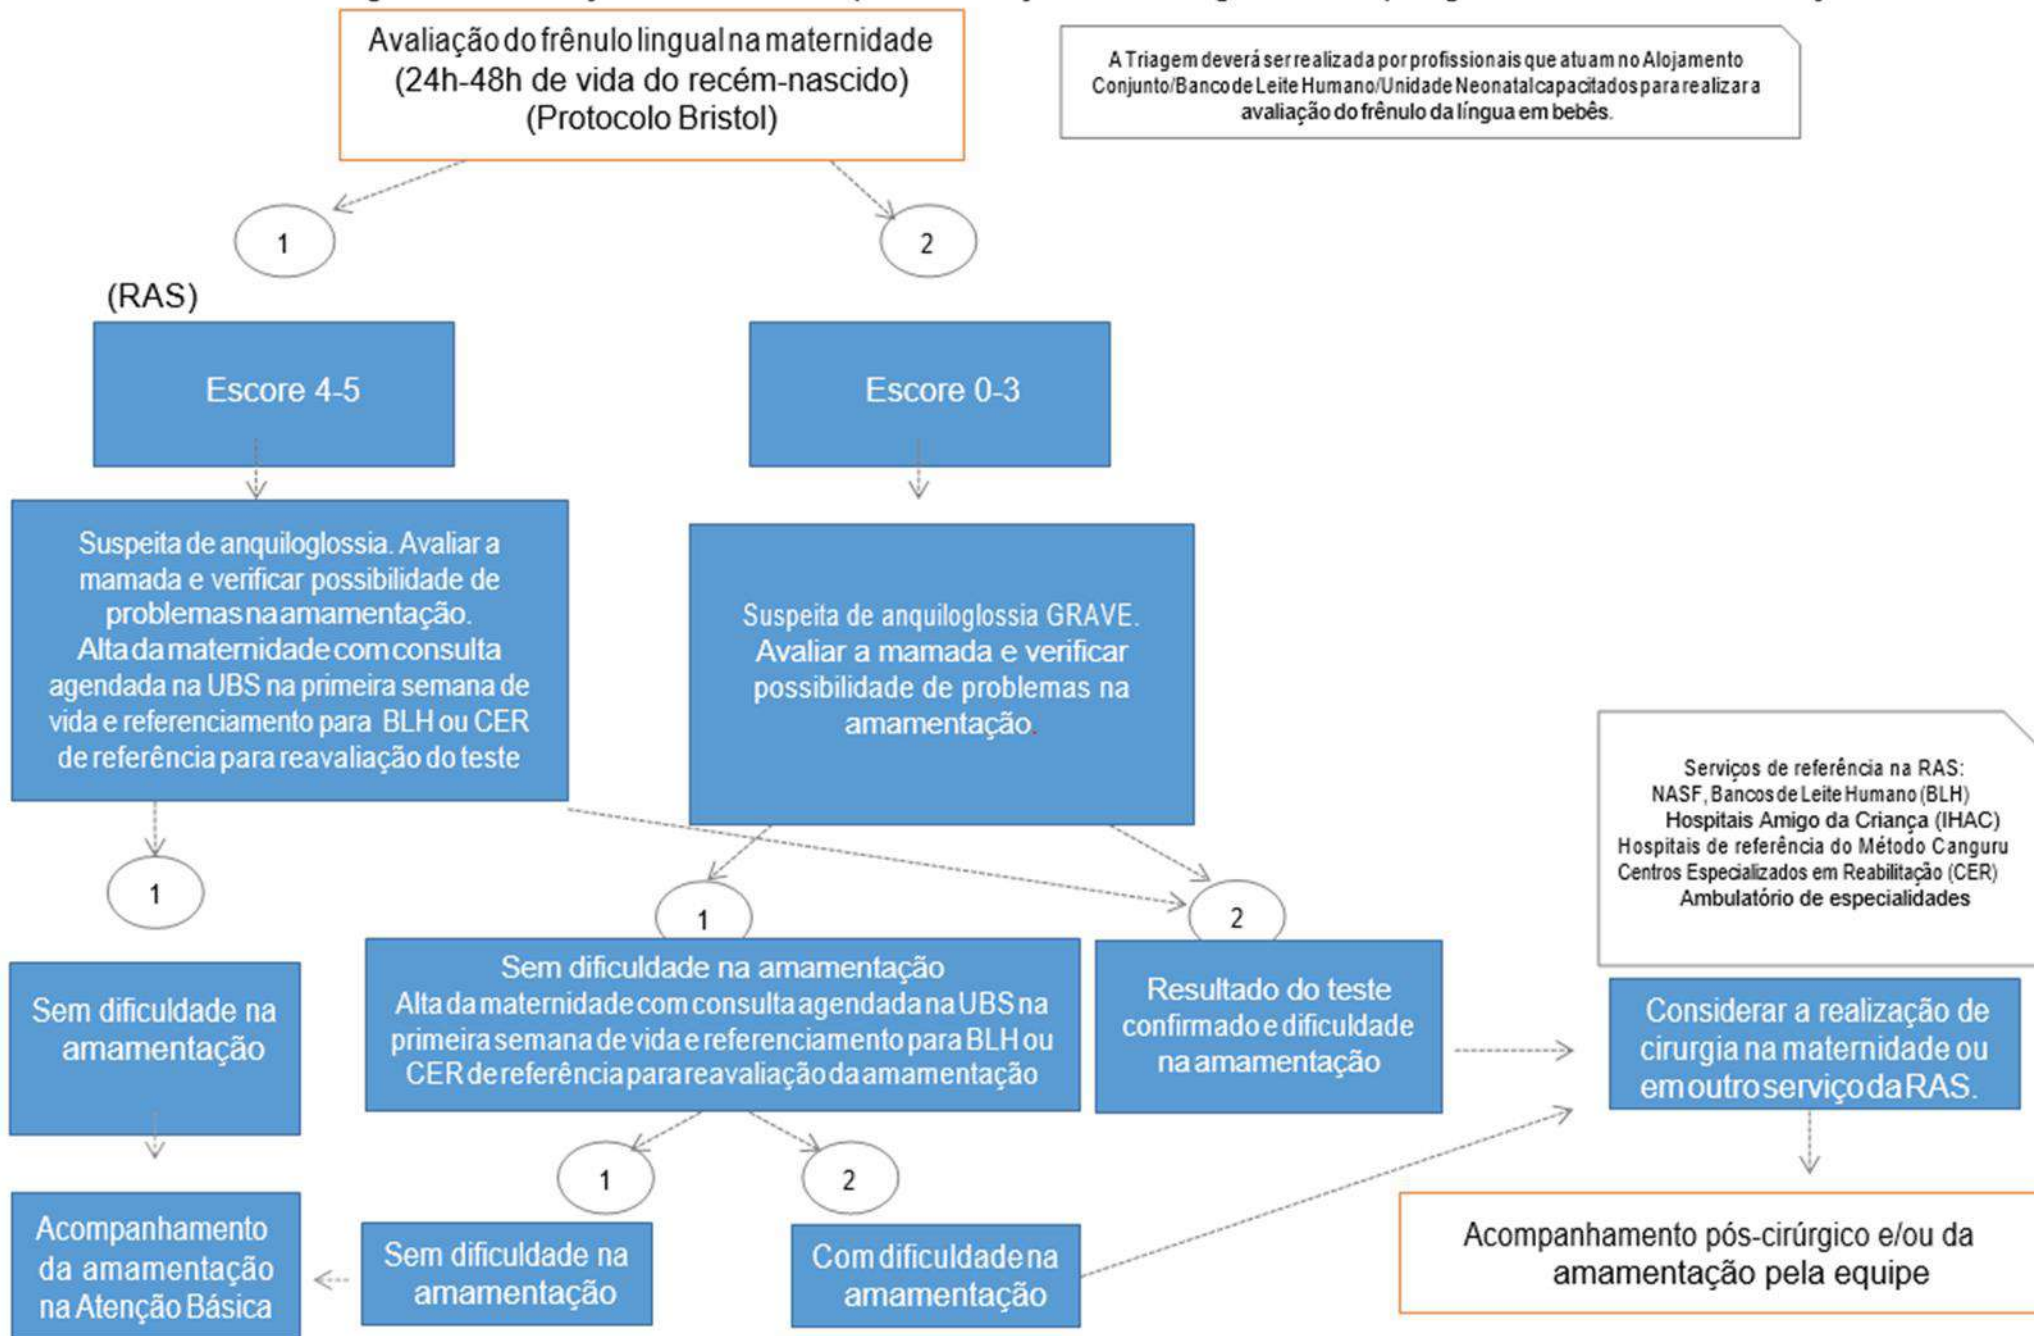 Avaliação do frênulo lingual na maternidade
(24h-48h de vida do recém-nascido)
(Protocolo Bristol)
A Triagem deverá ser realizada por profissionais que atuam no Alojamento
Conjunto/Banco de Leite Humano/Unidade Neonatal capacitados para realizar a
avaliação do frênulo da língua em bebês.
1
2
(RAS)
Escore 4-5
Escore 0-3
Suspeita de anquiloglossia. Avaliar a
mamada e verificar possibilidade de
problemas na amamentação.
Alta da maternidade com consulta
agendada na UBS na primeira semana de
vida e referenciamento para BLH ou CER
de referência para reavaliação do teste
Suspeita de anquiloglossia GRAVE.
Avaliar a mamada e verificar
possibilidade de problemas na
amamentação.
Serviços de referência na RAS:
NASF, Bancos de Leite Humano (BLH)
Hospitais Amigo da Criança (IHAC)
Hospitais de referência do Método Canguru
Centros Especializados em Reabilitação (CER)
Ambulatório de especialidades
1
1
2
Sem dificuldade na
amamentação
Sem dificuldade na amamentação
Alta da maternidade com consulta agendada na UBS na
primeira semana de vida e referenciamento para BLH ou
CER de referência para reavaliação da amamentação
Resultado do teste
confirmado e dificuldade
na amamentação
Considerar a realização de
cirurgia na maternidade ou
em outro serviço da RAS.
1
2
Acompanhamento
da amamentação
na Atenção Básica
Sem dificuldade na
amamentação
Com dificuldade na
amamentação
Acompanhamento pós-cirúrgico e/ou da
amamentação pela equipe